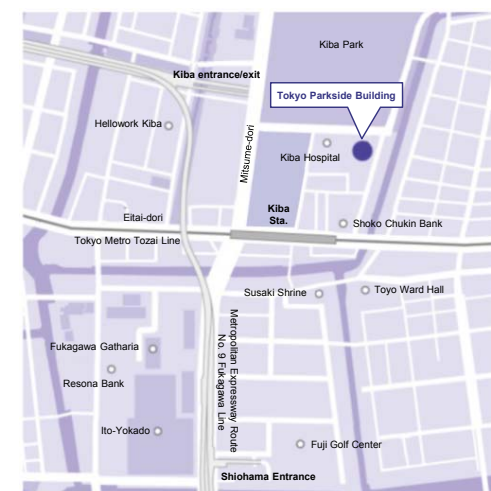 Kiba Park
Kiba entrance/exit
Tokyo Parkside Building
Hellowork Kiba
Mitsume-dori
Kiba Hospital
Kiba
Sta.
Eitai-dori
Shoko Chukin Bank
Tokyo Metro Tozai Line
Susaki Shrine
Toyo Ward Hall
Metropolitan Expressway Route
No. 9 Fukagawa Line
Fukagawa Gatharia
Resona Bank
Ito-Yokado
Fuji Golf Center
Shiohama Entrance